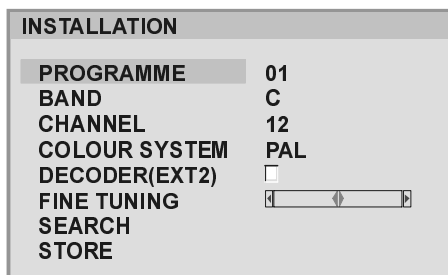 INSTALLATION
PROGRAMME 01
BAND C
CHANNEL 12
COLOUR SYSTEM PAL
DECODER(EXT2)
FINE TUNING
SEARCH
STORE